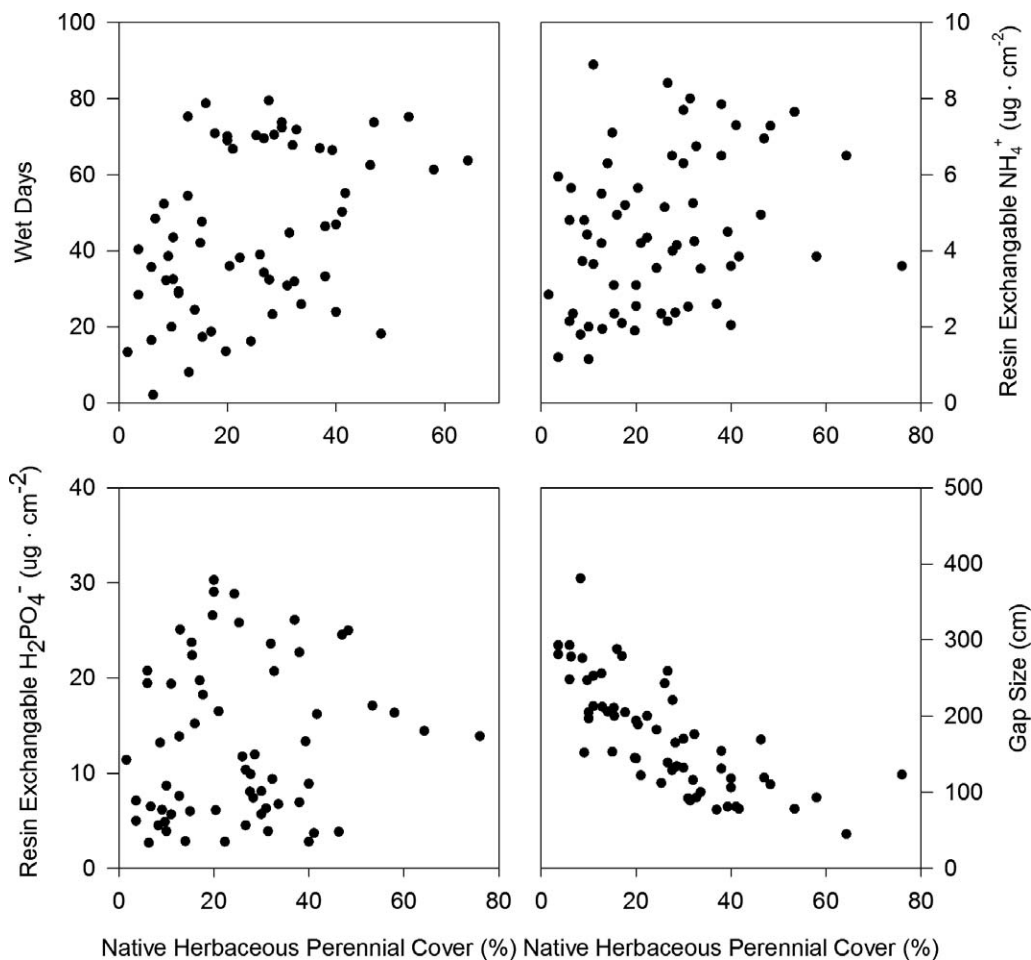 Wet Days
100
80
60
40
20
0
0 20 40 60
Resin Exchangable NH₄⁺ (ug · cm⁻²)
10
8
6
4
2
0
0 20 40 60 80
Resin Exchangable H₂PO₄⁻ (ug · cm⁻²)
40
30
20
10
0
0 20 40 60 80
Gap Size (cm)
500
400
300
200
100
0
0 20 40 60 80
Native Herbaceous Perennial Cover (%) Native Herbaceous Perennial Cover (%)